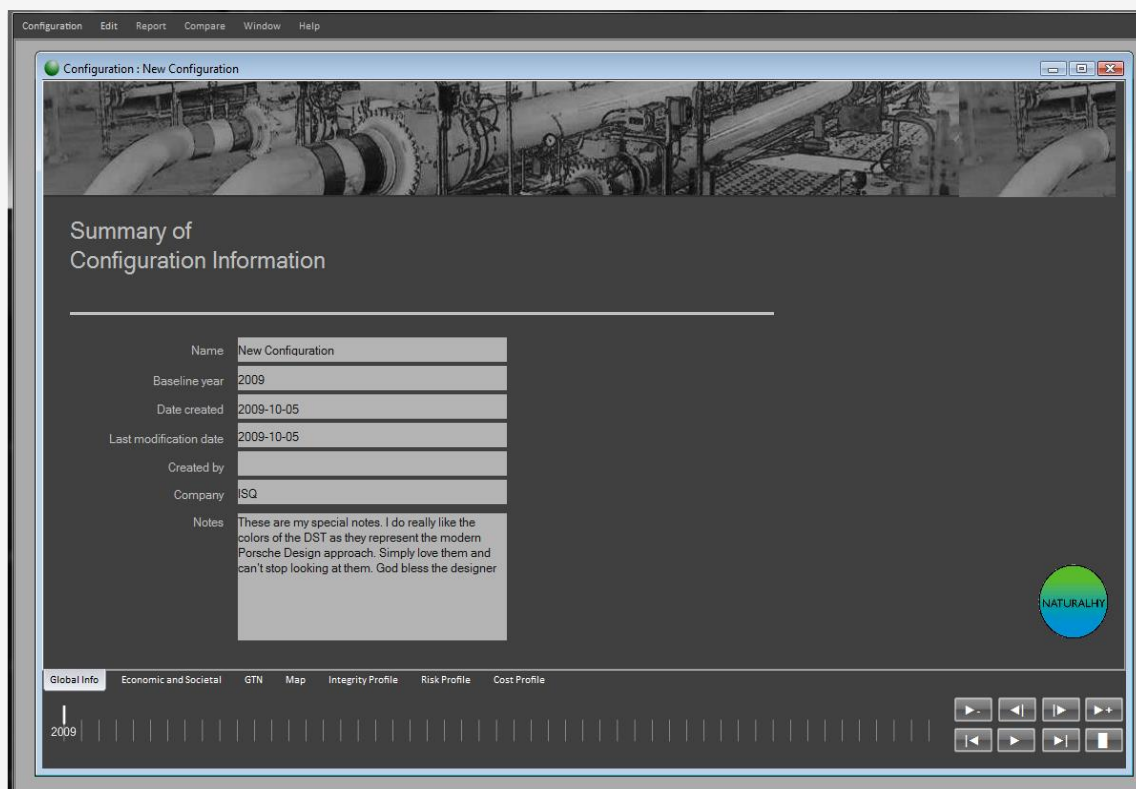 Configuration Edit Report Compare Window Help
Configuration : New Configuration
Summary of
Configuration Information
Name New Configuration
Baseline year 2009
Date created 2009-10-05
Last modification date 2009-10-05
Created by
Company ISQ
Notes These are my special notes. I do really like the
colors of the DST as they represent the modern
Porsche Design approach. Simply love them and
can't stop looking at them. God bless the designer
NATURALHY
Global Info Economic and Societal GTN Map Integrity Profile Risk Profile Cost Profile
2009